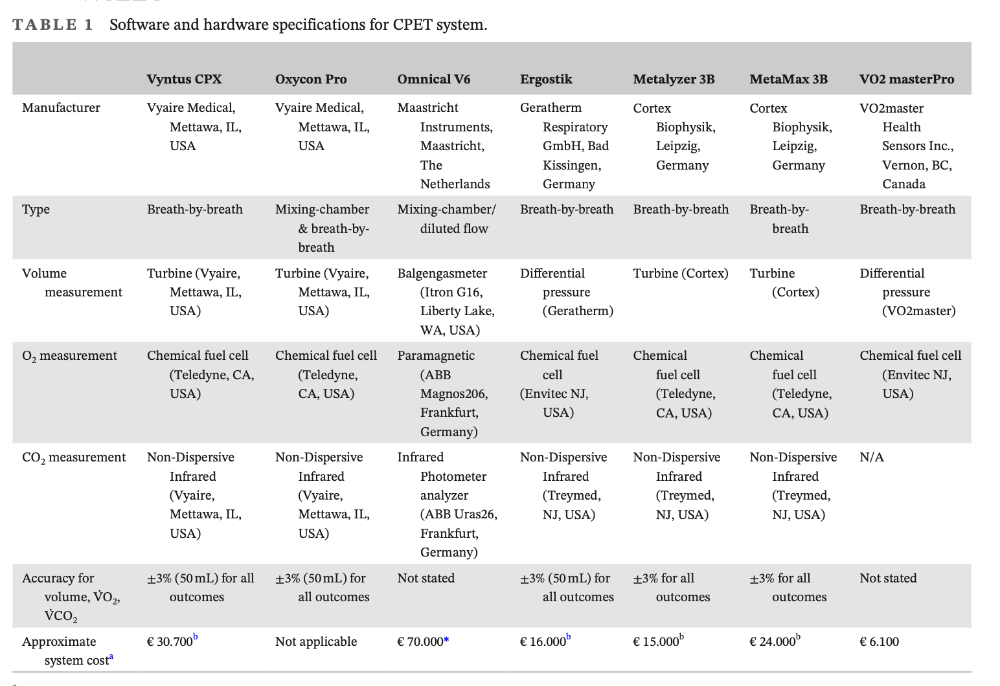 TABLE 1 Software and hardware specifications for CPET system.
Vyntus CPX Oxycon Pro Omnical V6 Ergostik Metalyzer 3B MetaMax 3B VO2 masterPro
Manufacturer
Vyaire Medical,
Mettawa, IL,
USA
Vyaire Medical,
Mettawa, IL,
USA
Maastricht
Instruments,
Maastricht,
The
Netherlands
Geratherm
Respiratory
GmbH, Bad
Kissingen,
Germany
Cortex
Biophysik,
Leipzig,
Germany
Cortex
Biophysik,
Leipzig,
Germany
VO2master
Health
Sensors Inc.,
Vernon, BC,
Canada
Type
Breath-by-breath
Mixing-chamber
& breath-by-
breath
Mixing-chamber/
diluted flow
Breath-by-breath
Breath-by-breath
Breath-by-
breath
Breath-by-breath
Volume
measurement
Turbine (Vyaire,
Mettawa, IL,
USA)
Turbine (Vyaire,
Mettawa, IL,
USA)
Balgengasmeter
(Itron G16,
Liberty Lake,
WA, USA)
Differential
pressure
(Geratherm)
Turbine (Cortex)
Turbine
(Cortex)
Differential
pressure
(VO2master)
O₂ measurement
Chemical fuel cell
(Teledyne, CA,
USA)
Chemical fuel cell
(Teledyne,
CA, USA)
Paramagnetic
(ABB
Magnos206,
Frankfurt,
Germany)
Chemical fuel
cell
(Envitec NJ,
USA)
Chemical
fuel cell
(Teledyne,
CA, USA)
Chemical
fuel cell
(Teledyne,
CA, USA)
Chemical fuel cell
(Envitec NJ,
USA)
CO₂ measurement
Non-Dispersive
Infrared
(Vyaire,
Mettawa, IL,
USA)
Non-Dispersive
Infrared
(Vyaire,
Mettawa, IL,
USA)
Infrared
Photometer
analyzer
(ABB Uras26,
Frankfurt,
Germany)
Non-Dispersive
Infrared
(Treymed,
NJ, USA)
Non-Dispersive
Infrared
(Treymed,
NJ, USA)
Non-Dispersive
Infrared
(Treymed,
NJ, USA)
N/A
Accuracy for
volume, V̇O₂,
V̇CO₂
±3% (50 mL) for all
outcomes
±3% (50 mL) for
all outcomes
Not stated
±3% (50 mL) for
all outcomes
±3% for all
outcomes
±3% for all
outcomes
Not stated
Approximate
system costᵃ
€ 30.700ᵇ
Not applicable
€ 70.000*
€ 16.000ᵇ
€ 15.000ᵇ
€ 24.000ᵇ
€ 6.100